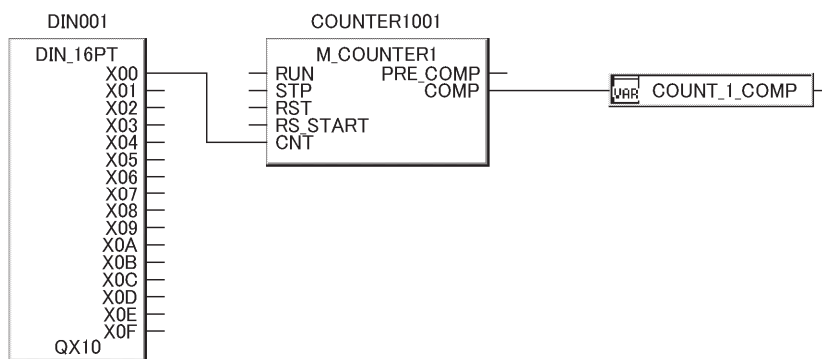 DIN001
DIN_16PT
X00
X01
X02
X03
X04
X05
X06
X07
X08
X09
X0A
X0B
X0C
X0D
X0E
X0F
QX10
COUNTER1001
M_COUNTER1
RUN PRE_COMP
STP COMP
RST
RS_START
CNT
VAR COUNT_1_COMP